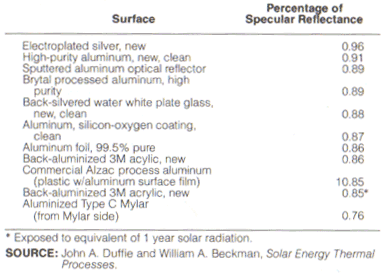 Surface Percentage of Specular Reflectance
Electroplated silver, new 0.96
High-purity aluminum, new, clean 0.91
Sputtered aluminum optical reflector 0.89
Brytal processed aluminum, high
purity 0.89
Back-silvered water white plate glass,
new, clean 0.88
Aluminum, silicon-oxygen coating,
clean 0.87
Aluminum foil, 99.5% pure 0.86
Back-aluminized 3M acylic, new 0.86
Commercial Alzac process aluminum
(plastic w/aluminum surface film) 10.85
Back-aluminized 3M acrylic, new 0.85*
Aluminized Type C Mylar
(from Mylar side) 0.76
* Exposed to equivalent of 1 year solar radiation.
SOURCE: John A. Duffie and William A. Beckman, Solar Energy Thermal
Processes.